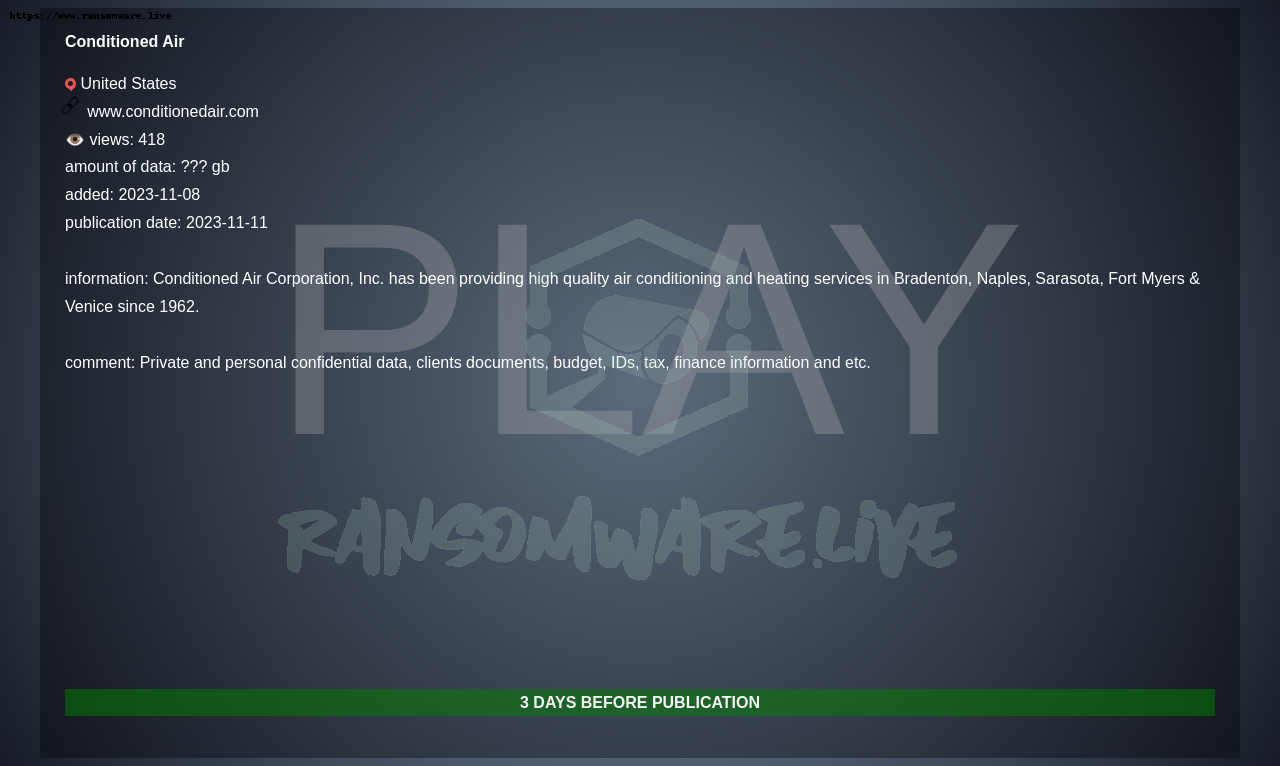 https://www.ransomware.live
Conditioned Air
United States
www.conditionedair.com
views: 418
amount of data: ??? gb
added: 2023-11-08
publication date: 2023-11-11
information: Conditioned Air Corporation, Inc. has been providing high quality air conditioning and heating services in Bradenton, Naples, Sarasota, Fort Myers &
Venice since 1962.
comment: Private and personal confidential data, clients documents, budget, IDs, tax, finance information and etc.
PLAY
RANSOMWARE.LIVE
3 DAYS BEFORE PUBLICATION